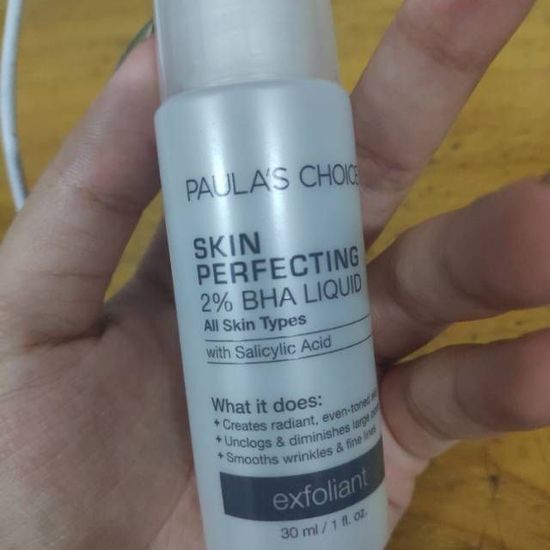 PAULA'S CHOICE
SKIN
PERFECTING
2% BHA LIQUID
All Skin Types
with Salicylic Acid
What it does:
+ Creates radiant, even-toned
+ Unclogs & diminishes large
+ Smooths wrinkles & fine lines
exfoliant
30 ml / 1 fl. oz.